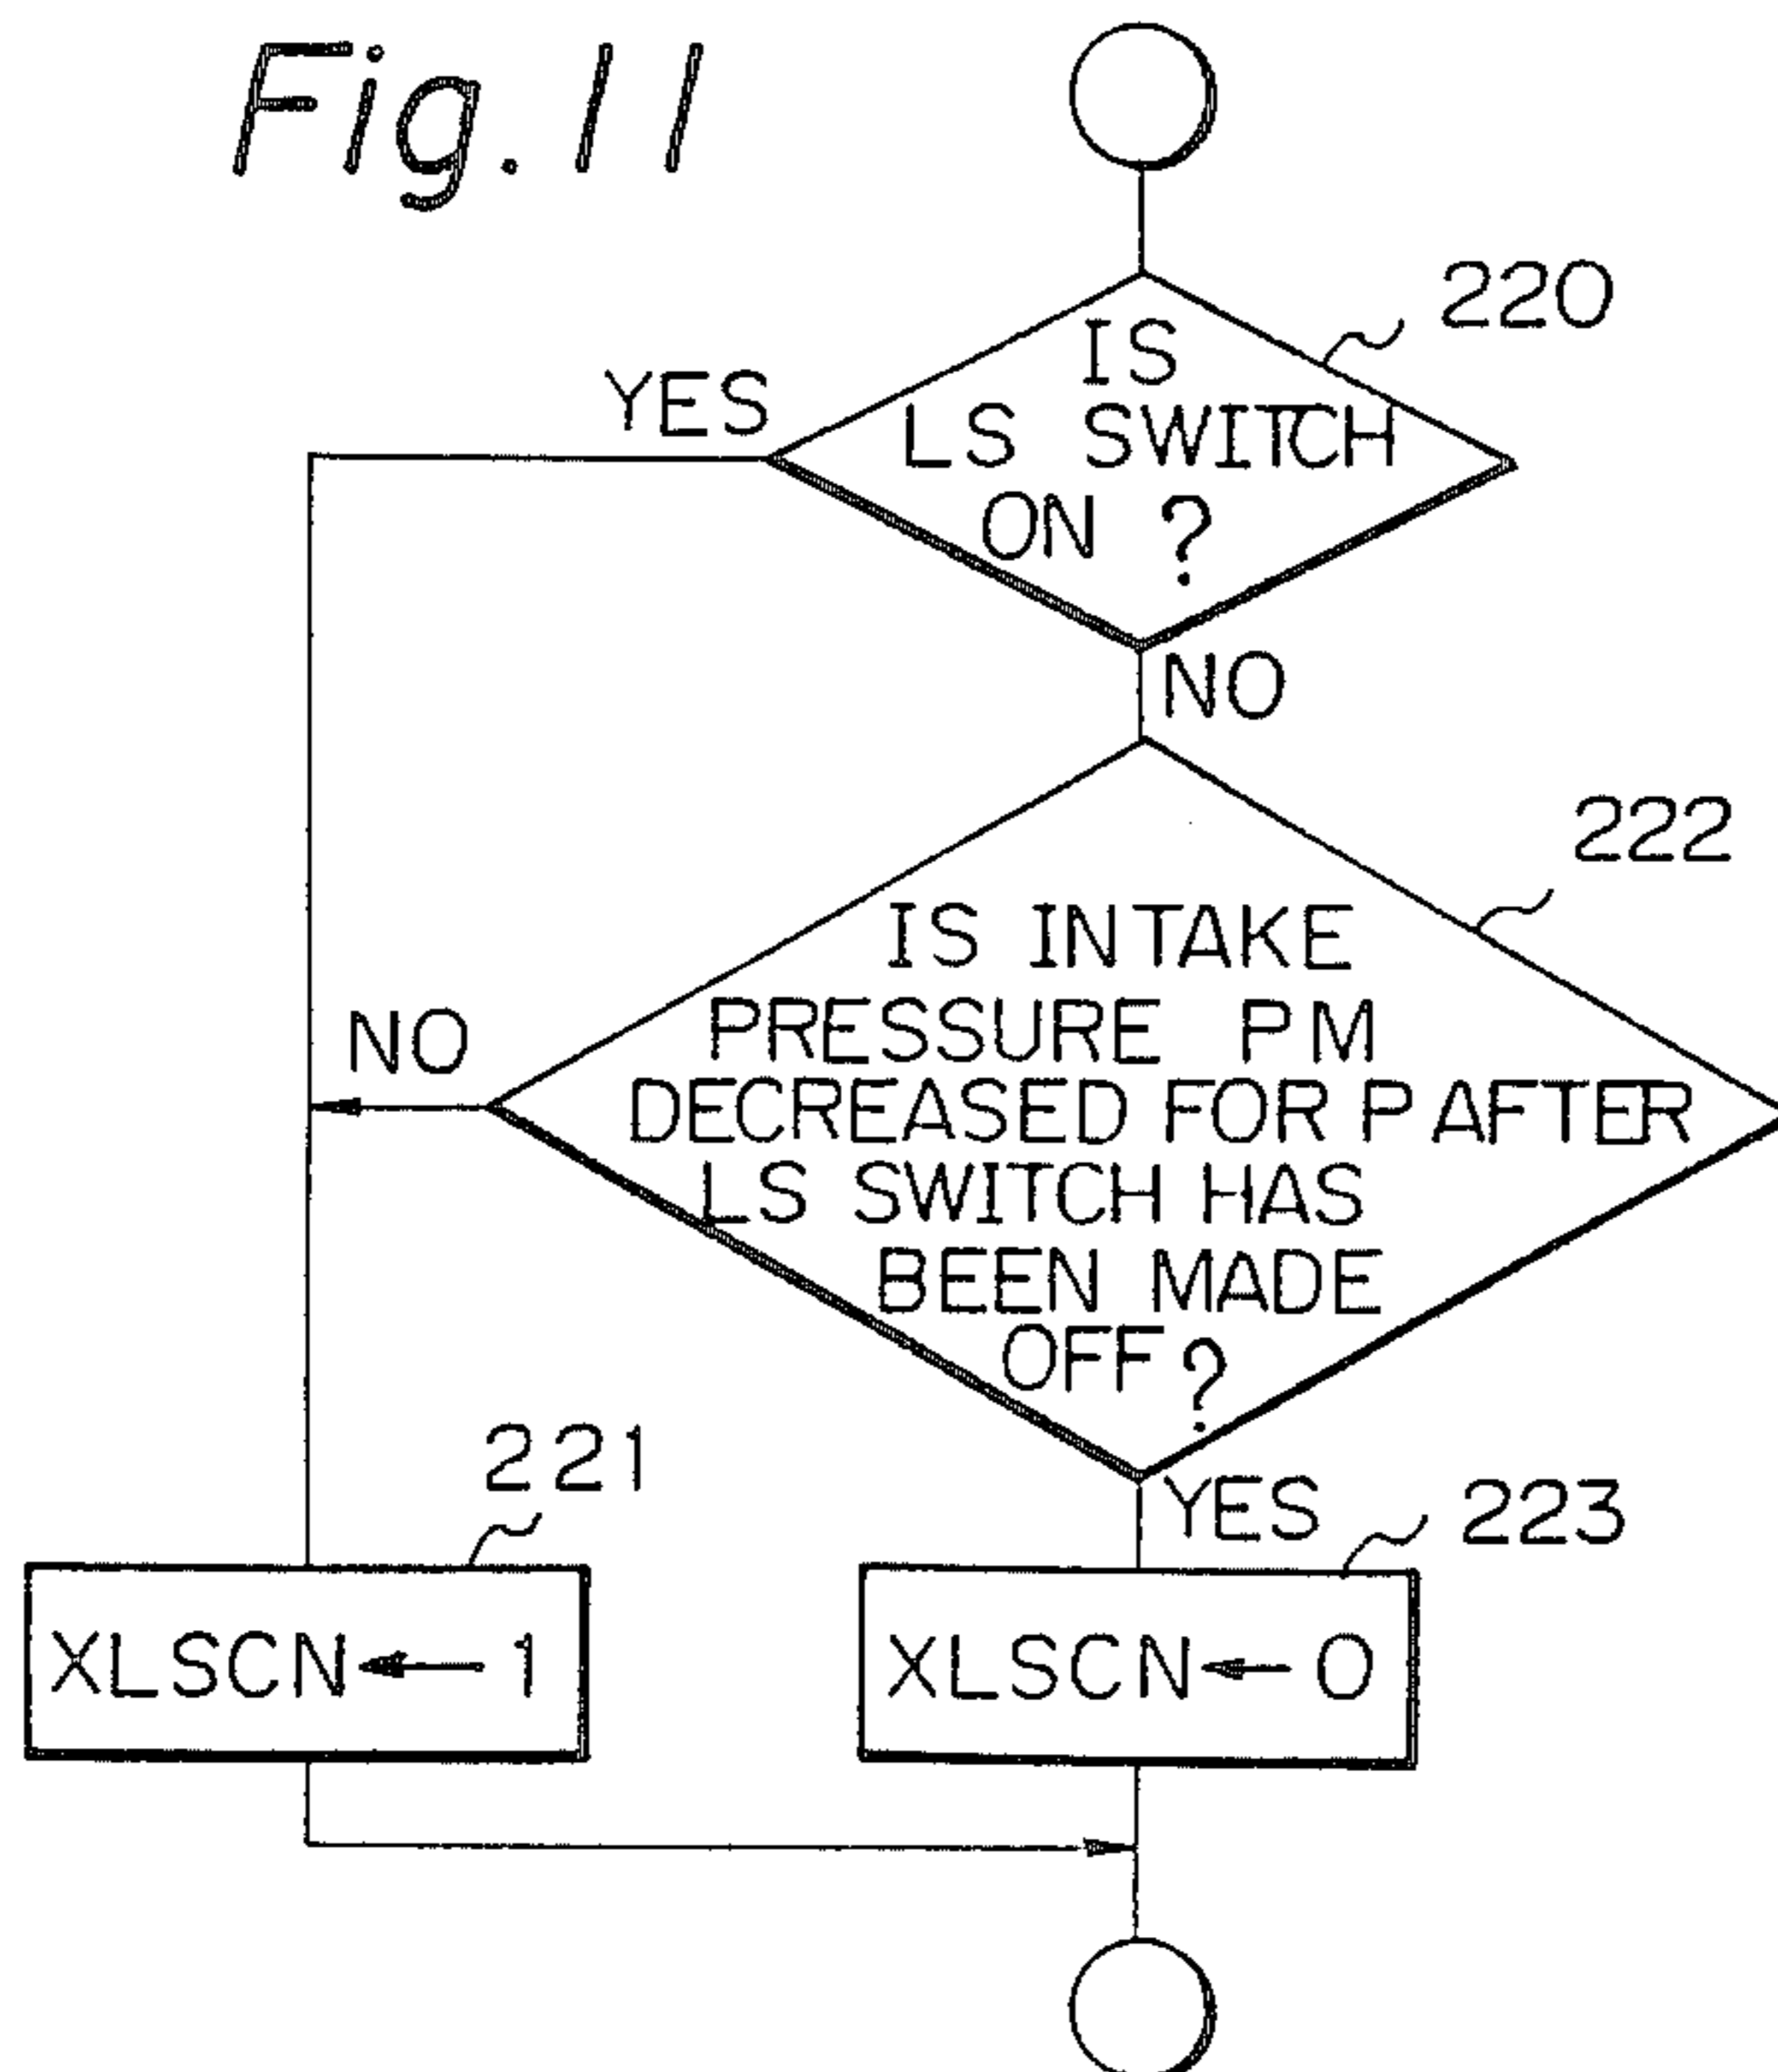 Fig. 11
220
IS
LS SWITCH
ON ?
YES
NO
222
IS INTAKE
PRESSURE PM
DECREASED FOR P AFTER
LS SWITCH HAS
BEEN MADE
OFF ?
NO
YES
221
XLSCN ← 1
223
XLSCN ← 0